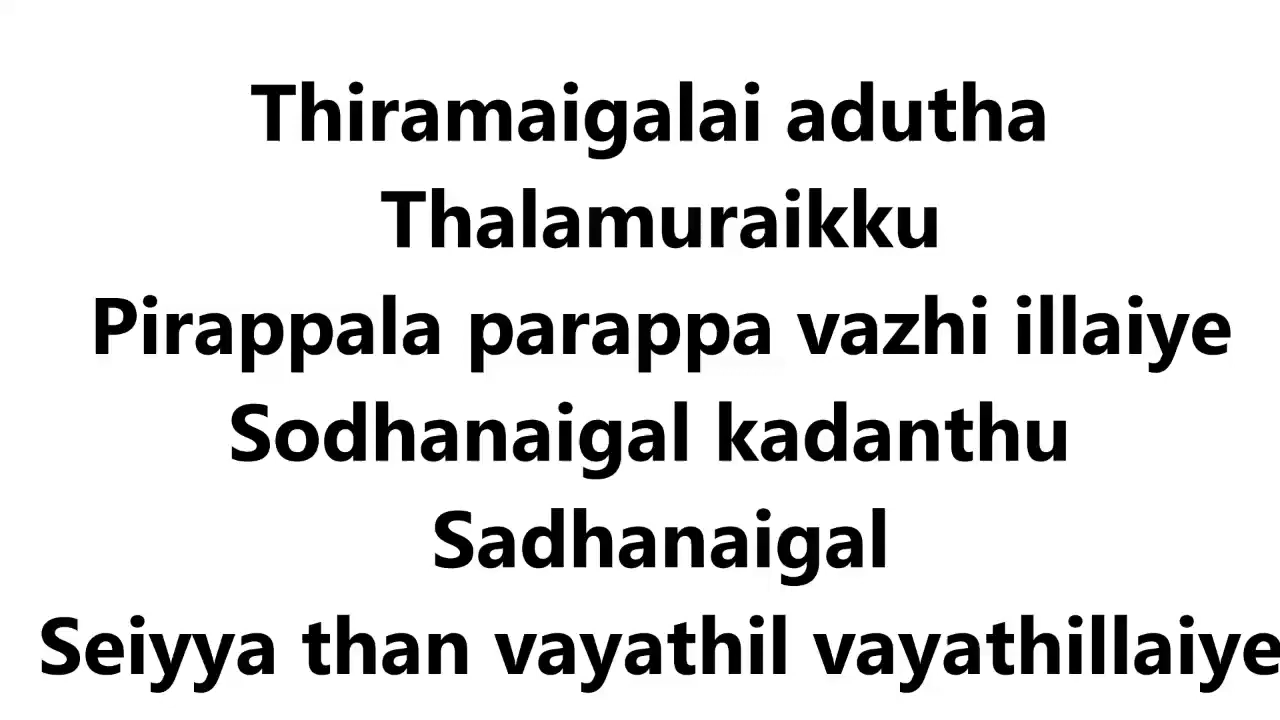 Thiramaigalai adutha
Thalamuraikku
Pirappala parappa vazhi illaiye
Sodhanaigal kadanthu
Sadhanaigal
Seiyya than vayathil vayathillaiye